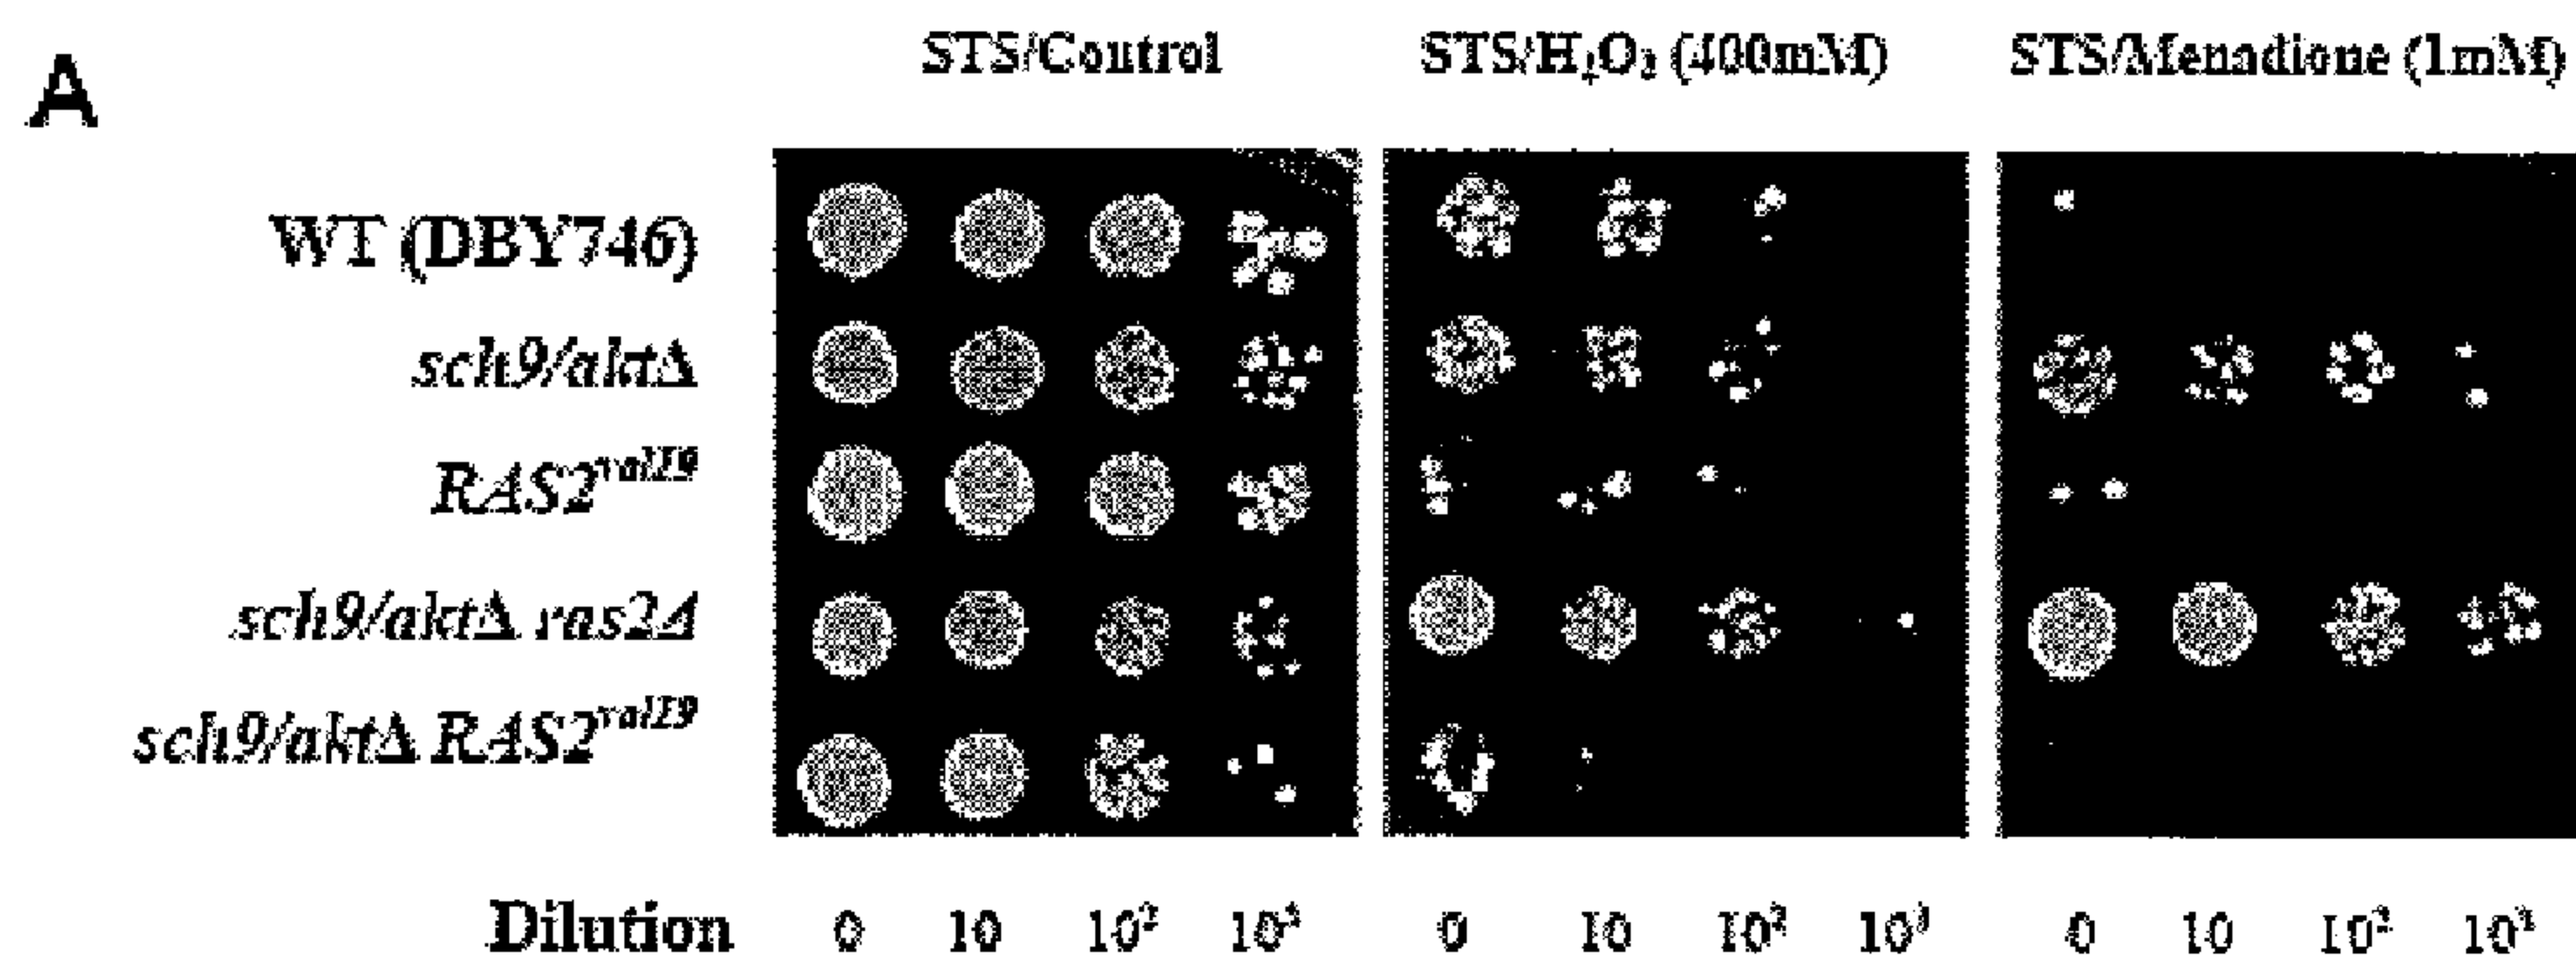 A
STS/Control STS/H₂O₂ (400mM) STS/Menadione (1mM)
WT (DBY746)
sch9/aktΔ
RAS2ᵛᵃˡ¹⁹
sch9/aktΔ ras2Δ
sch9/aktΔ RAS2ᵛᵃˡ¹⁹
Dilution 0 10 10² 10³ 0 10 10² 10³ 0 10 10² 10³